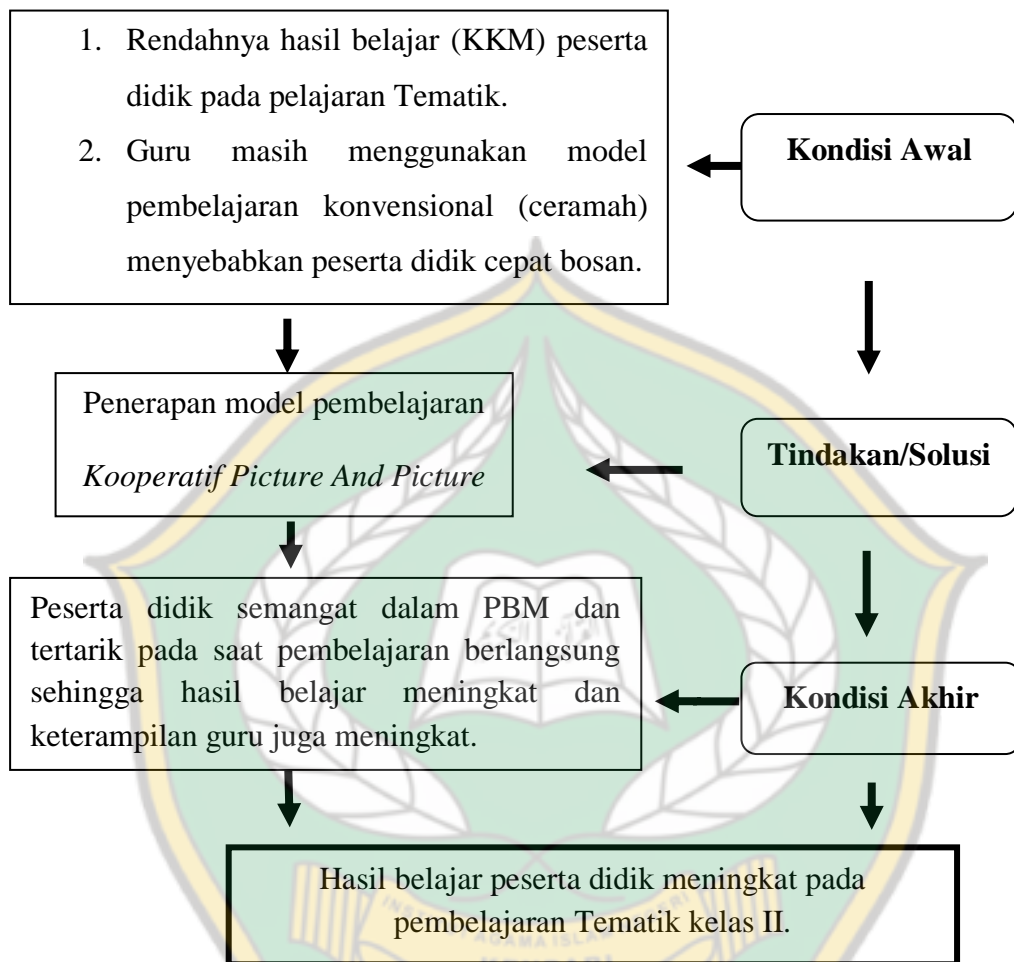 1. Rendahnya hasil belajar (KKM) peserta
didik pada pelajaran Tematik.
2. Guru masih menggunakan model
pembelajaran konvensional (ceramah)
menyebabkan peserta didik cepat bosan.
Kondisi Awal
Penerapan model pembelajaran
Kooperatif Picture And Picture
Tindakan/Solusi
Peserta didik semangat dalam PBM dan
tertarik pada saat pembelajaran berlangsung
sehingga hasil belajar meningkat dan
keterampilan guru juga meningkat.
Kondisi Akhir
Hasil belajar peserta didik meningkat pada
pembelajaran Tematik kelas II.